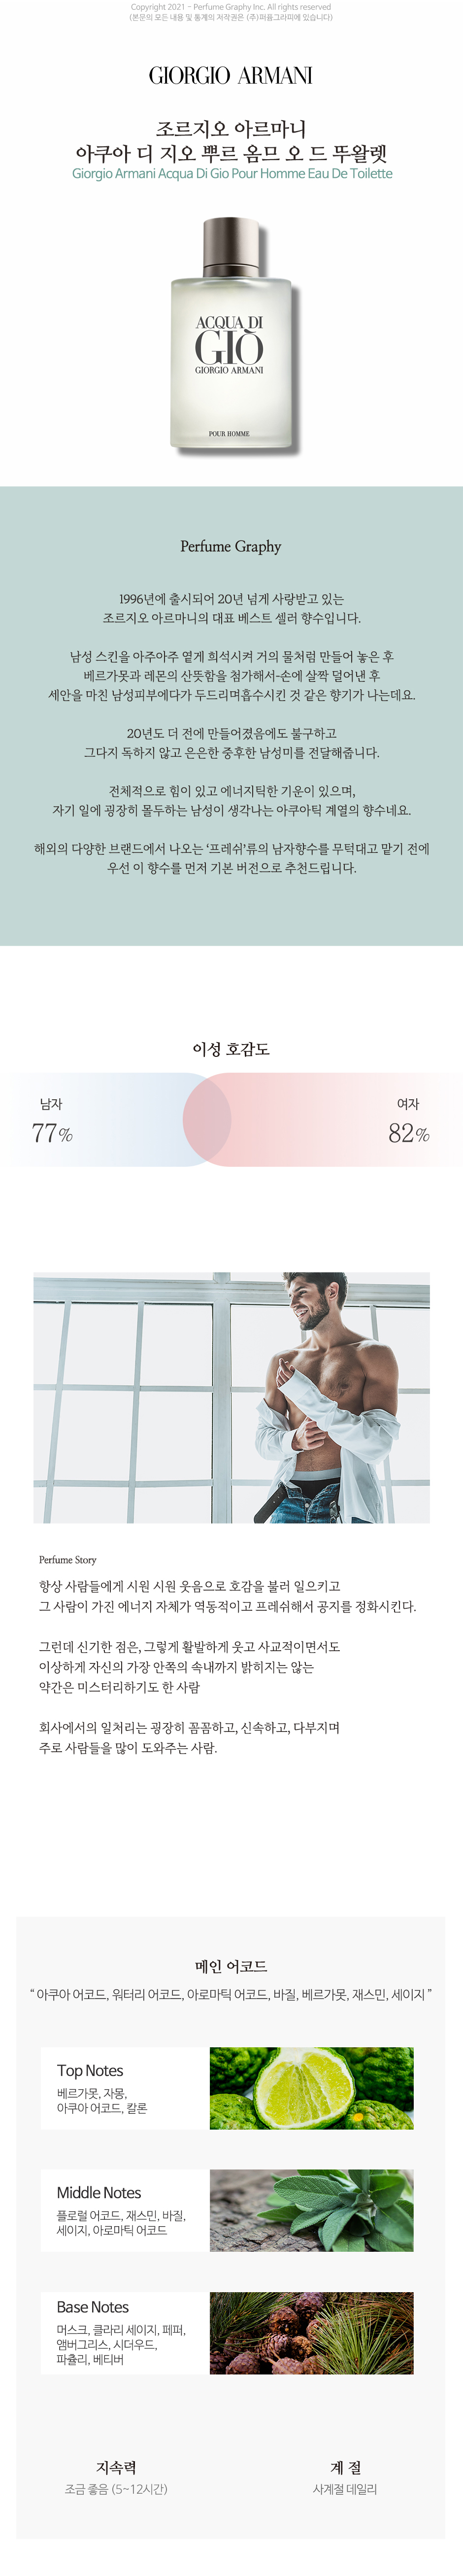 Copyright 2021 - Perfume Graphy Inc. All rights reserved
(본문의 모든 내용 및 통계의 저작권은 (주)퍼퓸그라피에 있습니다)
GIORGIO ARMANI
조르지오 아르마니
아쿠아 디 지오 뿌르 옴므 오 드 뚜왈렛
Giorgio Armani Acqua Di Gio Pour Homme Eau De Toilette
ACQUA DI
GIÒ
GIORGIO ARMANI
POUR HOMME
Perfume Graphy
1996년에 출시되어 20년 넘게 사랑받고 있는
조르지오 아르마니의 대표 베스트 셀러 향수입니다.
남성 스킨을 아주아주 옅게 희석시켜 거의 물처럼 만들어 놓은 후
베르가못과 레몬의 산뜻함을 첨가해서-손에 살짝 덜어낸 후
세안을 마친 남성피부에다가 두드리며흡수시킨 것 같은 향기가 나는데요.
20년도 더 전에 만들어졌음에도 불구하고
그다지 독하지 않고 은은한 중후한 남성미를 전달해줍니다.
전체적으로 힘이 있고 에너지틱한 기운이 있으며,
자기 일에 굉장히 몰두하는 남성이 생각나는 아쿠아틱 계열의 향수네요.
해외의 다양한 브랜드에서 나오는 '프레쉬'류의 남자향수를 무턱대고 맡기 전에
우선 이 향수를 먼저 기본 버전으로 추천드립니다.
이성 호감도
남자
여자
77%
82%
Perfume Story
항상 사람들에게 시원 시원 웃음으로 호감을 불러 일으키고
그 사람이 가진 에너지 자체가 역동적이고 프레쉬해서 공지를 정화시킨다.
그런데 신기한 점은, 그렇게 활발하게 웃고 사교적이면서도
이상하게 자신의 가장 안쪽의 속내까지 밝히지는 않는
약간은 미스터리하기도 한 사람
회사에서의 일처리는 굉장히 꼼꼼하고, 신속하고, 다부지며
주로 사람들을 많이 도와주는 사람.
메인 어코드
“ 아쿠아 어코드, 워터리 어코드, 아로마틱 어코드, 바질, 베르가못, 재스민, 세이지 ”
Top Notes
베르가못, 자몽,
아쿠아 어코드, 칼론
Middle Notes
플로럴 어코드, 재스민, 바질,
세이지, 아로마틱 어코드
Base Notes
머스크, 클라리 세이지, 페퍼,
앰버그리스, 시더우드,
파츌리, 베티버
지속력
계 절
조금 좋음 (5~12시간)
사계절 데일리